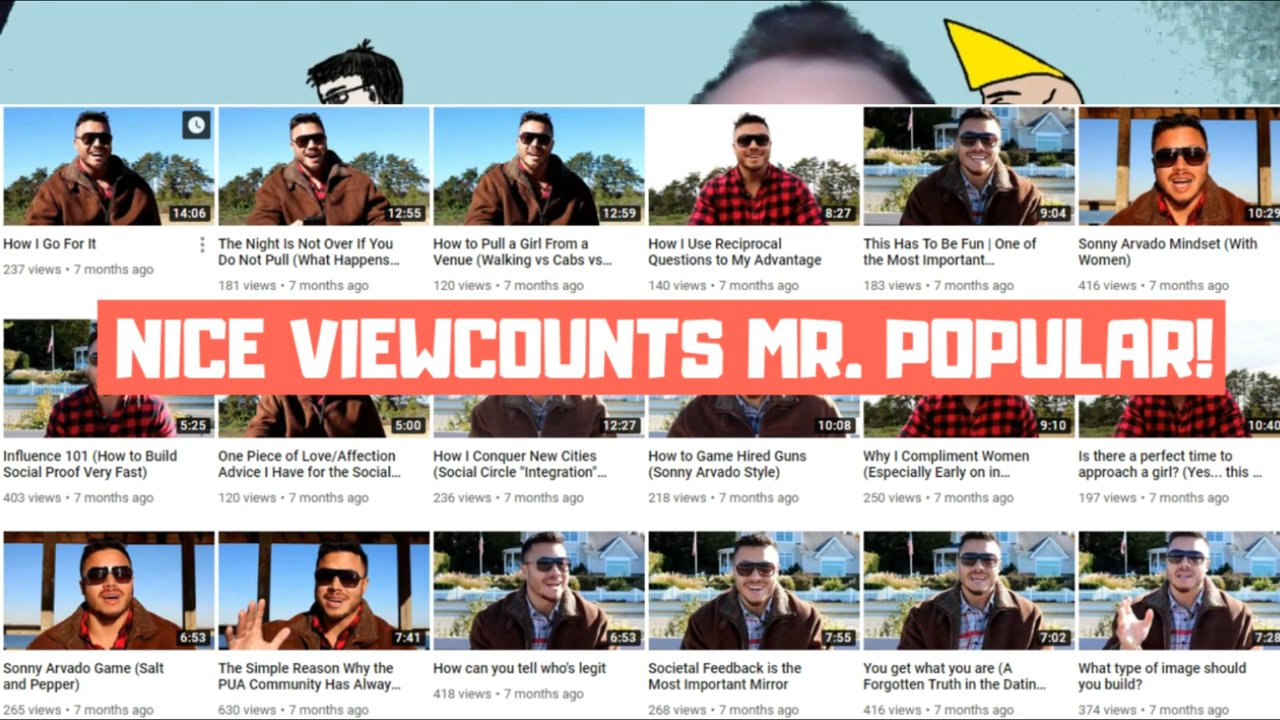 14:06
12:55
12:59
8:27
9:04
10:29
How I Go For It
The Night Is Not Over If You
Do Not Pull (What Happens...
How to Pull a Girl From a
Venue (Walking vs Cabs vs...
How I Use Reciprocal
Questions to My Advantage
This Has To Be Fun | One of
the Most Important...
Sonny Arvado Mindset (With
Women)
237 views • 7 months ago
181 views • 7 months ago
120 views • 7 months ago
140 views • 7 months ago
183 views • 7 months ago
416 views • 7 months ago
NICE VIEWCOUNTS MR. POPULAR!
5:25
5:00
12:27
10:08
9:10
10:40
Influence 101 (How to Build
Social Proof Very Fast)
One Piece of Love/Affection
Advice I Have for the Social...
How I Conquer New Cities
(Social Circle "Integration"...
How to Game Hired Guns
(Sonny Arvado Style)
Why I Compliment Women
(Especially Early on in...
Is there a perfect time to
approach a girl? (Yes... this ...
403 views • 7 months ago
120 views • 7 months ago
236 views • 7 months ago
218 views • 7 months ago
250 views • 7 months ago
197 views • 7 months ago
6:53
7:41
6:53
7:55
7:02
7:28
Sonny Arvado Game (Salt
and Pepper)
The Simple Reason Why the
PUA Community Has Alway...
How can you tell who's legit
Societal Feedback is the
Most Important Mirror
You get what you are (A
Forgotten Truth in the Datin...
What type of image should
you build?
265 views • 7 months ago
630 views • 7 months ago
418 views • 7 months ago
268 views • 7 months ago
416 views • 7 months ago
374 views • 7 months ago